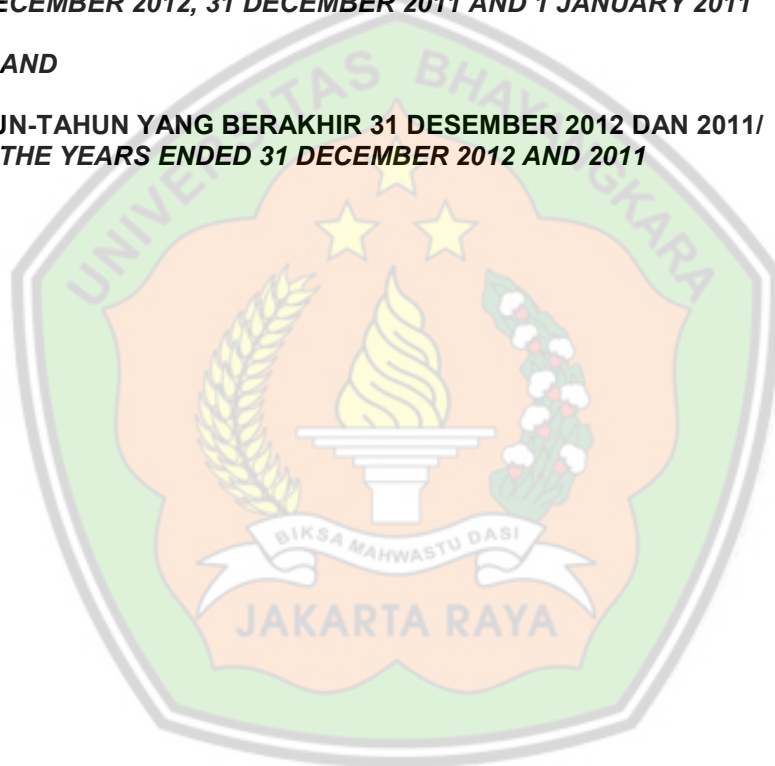 ECEMBER 2012, 31 DECEMBER 2011 AND 1 JANUARY 2011
AND
UN-TAHUN YANG BERAKHIR 31 DESEMBER 2012 DAN 2011/
THE YEARS ENDED 31 DECEMBER 2012 AND 2011
UNIVERSITAS BHAYANGKARA
BIKSA MAHWASTU DASI
JAKARTA RAYA